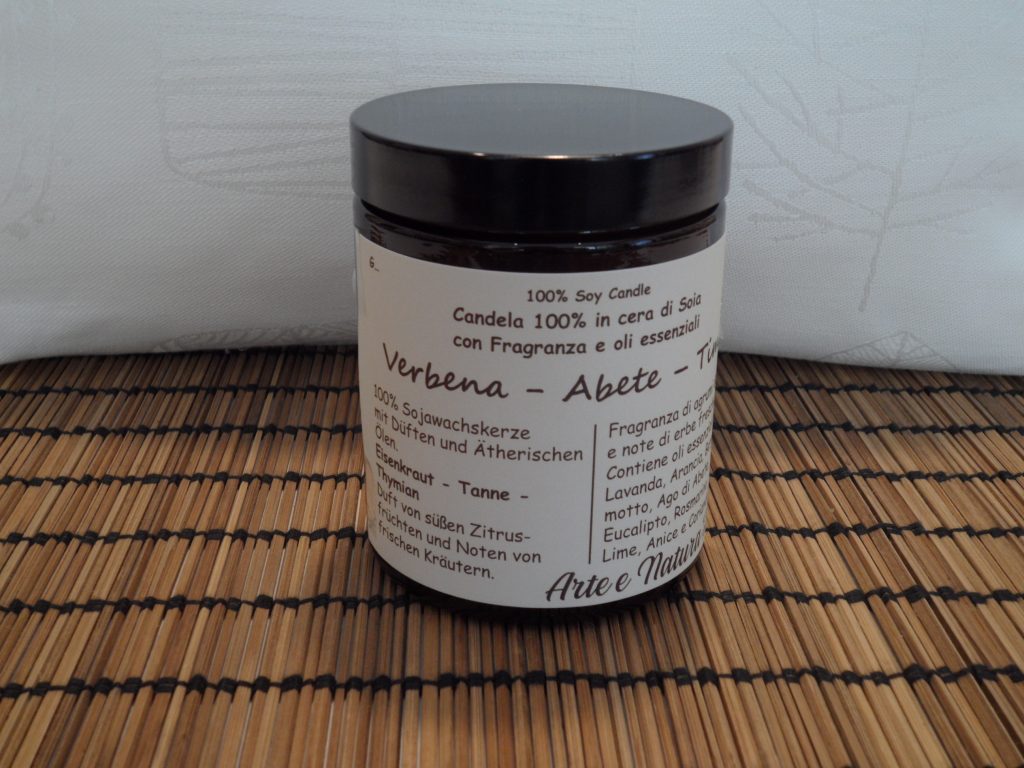 6_
100% Soy Candle
Candela 100% in cera di Soia
con Fragranza e oli essenziali
Verbena - Abete -
100% Sojawachskerze
mit Düften und Ätherischen
Ölen.
Eisenkraut - Tanne -
Thymian
Duft von süßen Zitrus-
früchten und Noten von
frischen Kräutern.
Fragranza di
e note di erbe
Contiene oli
Lavanda, Arancia,
motto, Ago di
Eucalipto,
Lime, Anice e
Arte e Natura